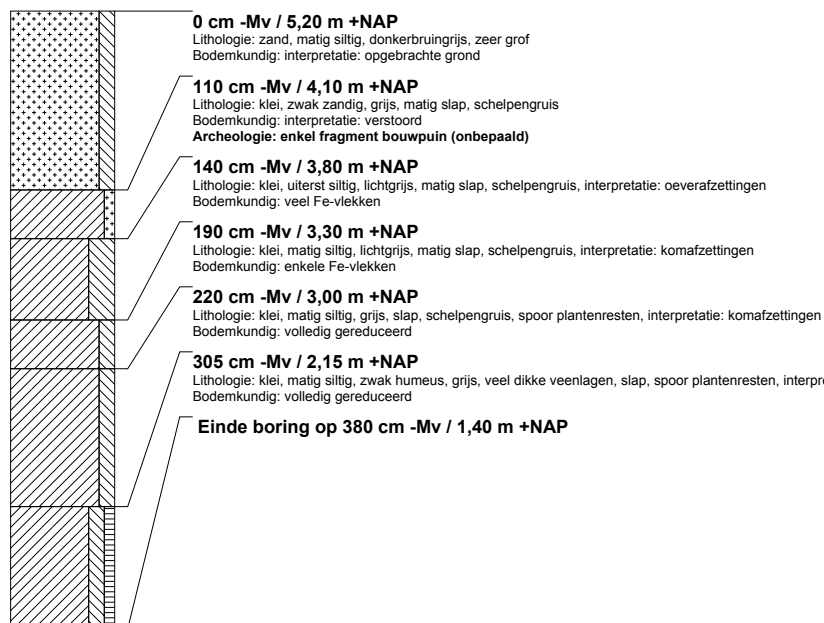 0 cm -Mv / 5,20 m +NAP
Lithologie: zand, matig siltig, donkerbruingrijs, zeer grof
Bodemkundig: interpretatie: opgebrachte grond
110 cm -Mv / 4,10 m +NAP
Lithologie: klei, zwak zandig, grijs, matig slap, schelpengruis
Bodemkundig: interpretatie: verstoord
Archeologie: enkel fragment bouwpuin (onbepaald)
140 cm -Mv / 3,80 m +NAP
Lithologie: klei, uiterst siltig, lichtgrijs, matig slap, schelpengruis, interpretatie: oeverafzettingen
Bodemkundig: veel Fe-vlekken
190 cm -Mv / 3,30 m +NAP
Lithologie: klei, matig siltig, lichtgrijs, matig slap, schelpengruis, interpretatie: komafzettingen
Bodemkundig: enkele Fe-vlekken
220 cm -Mv / 3,00 m +NAP
Lithologie: klei, matig siltig, grijs, slap, schelpengruis, spoor plantenresten, interpretatie: komafzettingen
Bodemkundig: volledig gereduceerd
305 cm -Mv / 2,15 m +NAP
Lithologie: klei, matig siltig, zwak humeus, grijs, veel dikke veenlagen, slap, spoor plantenresten,
Bodemkundig: volledig gereduceerd
Einde boring op 380 cm -Mv / 1,40 m +NAP